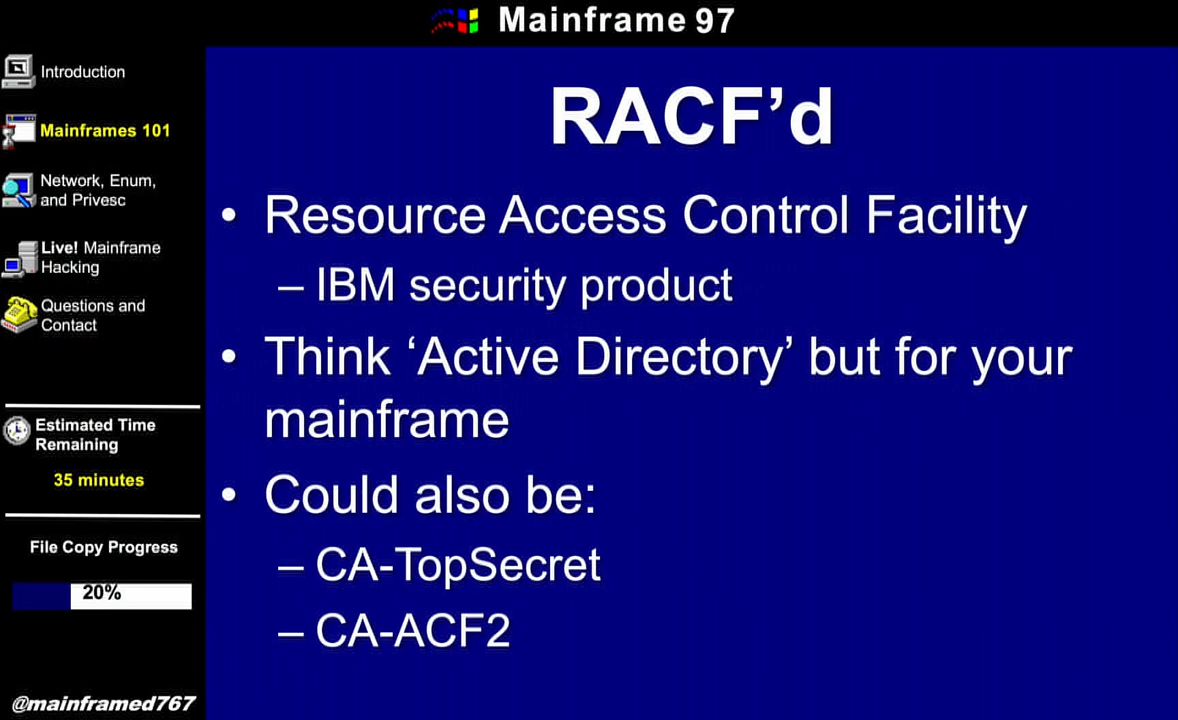 Mainframe 97
Introduction
Mainframes 101
Network, Enum,
and Privesc
Live! Mainframe
Hacking
Questions and
Contact
Estimated Time
Remaining
35 minutes
File Copy Progress
20%
@mainframed767
RACF’d
• Resource Access Control Facility
– IBM security product
• Think ‘Active Directory’ but for your
mainframe
• Could also be:
– CA-TopSecret
– CA-ACF2